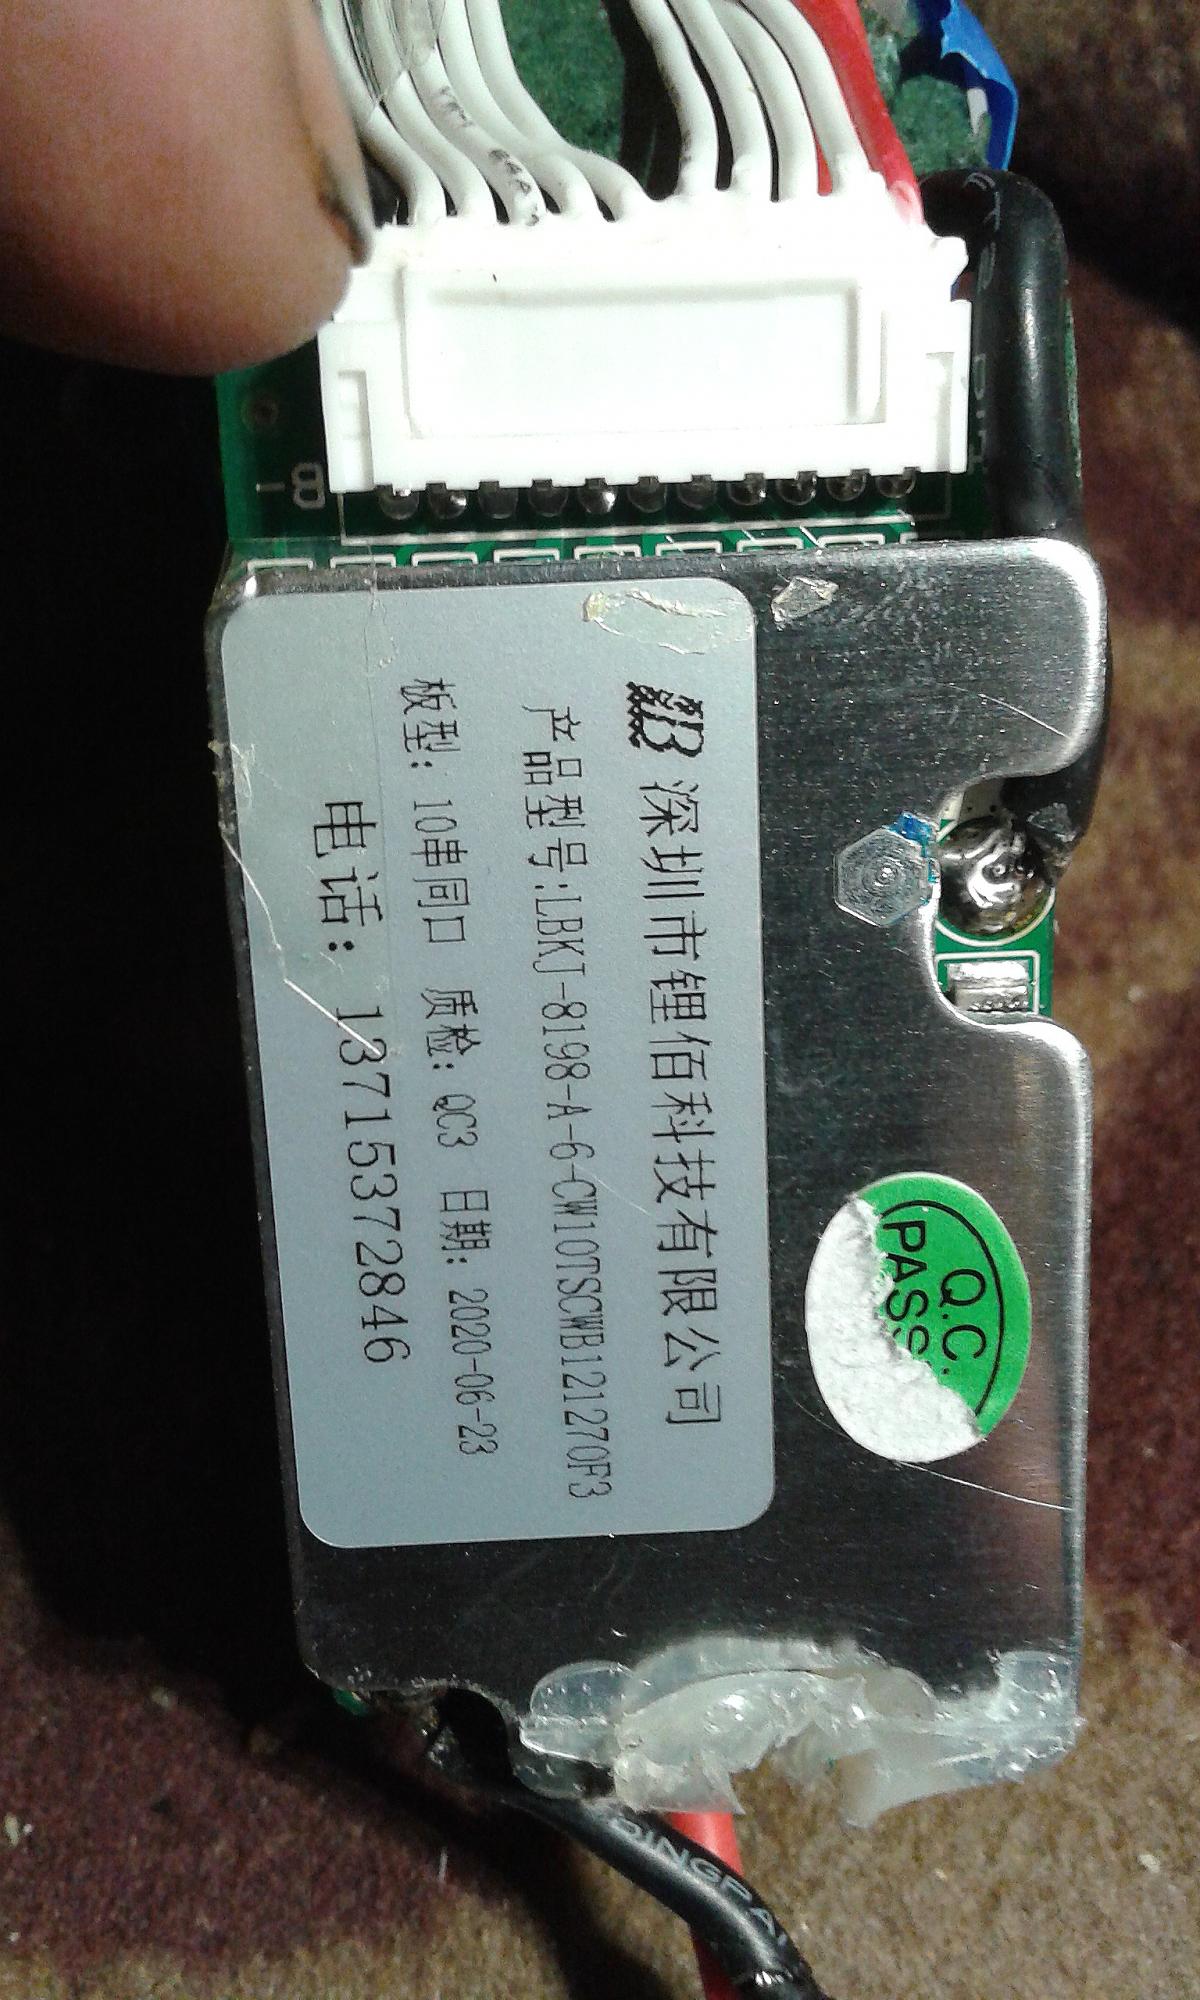 深圳市锂佰科技有限公司
产品型号:LBKJ-8198-A-6-CW10TSCWB121270F3
板型: 10串同口 质检: QC3 日期: 2020-06-23
电话: 13715372846
Q.C.
PASS